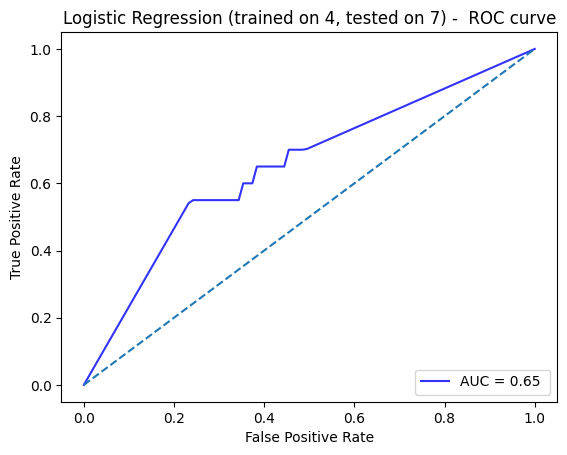 Logistic Regression (trained on 4, tested on 7) -  ROC curve
True Positive Rate
1.0
0.8
0.6
0.4
0.2
0.0
AUC = 0.65
0.0 0.2 0.4 0.6 0.8 1.0
False Positive Rate